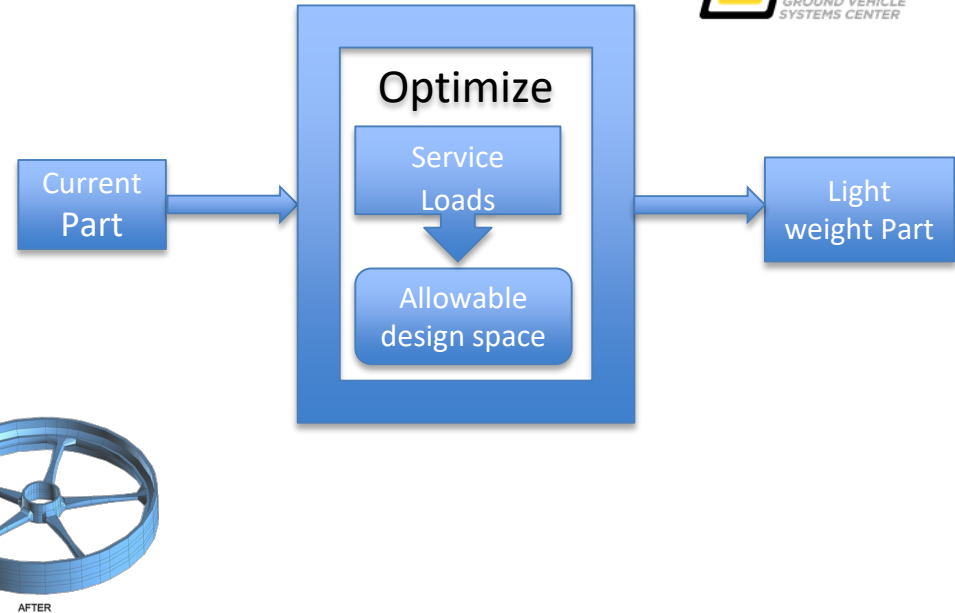 GROUND VEHICLE
SYSTEMS CENTER
Optimize
Service
Loads
Current
Part
Light
weight Part
Allowable
design space
AFTER